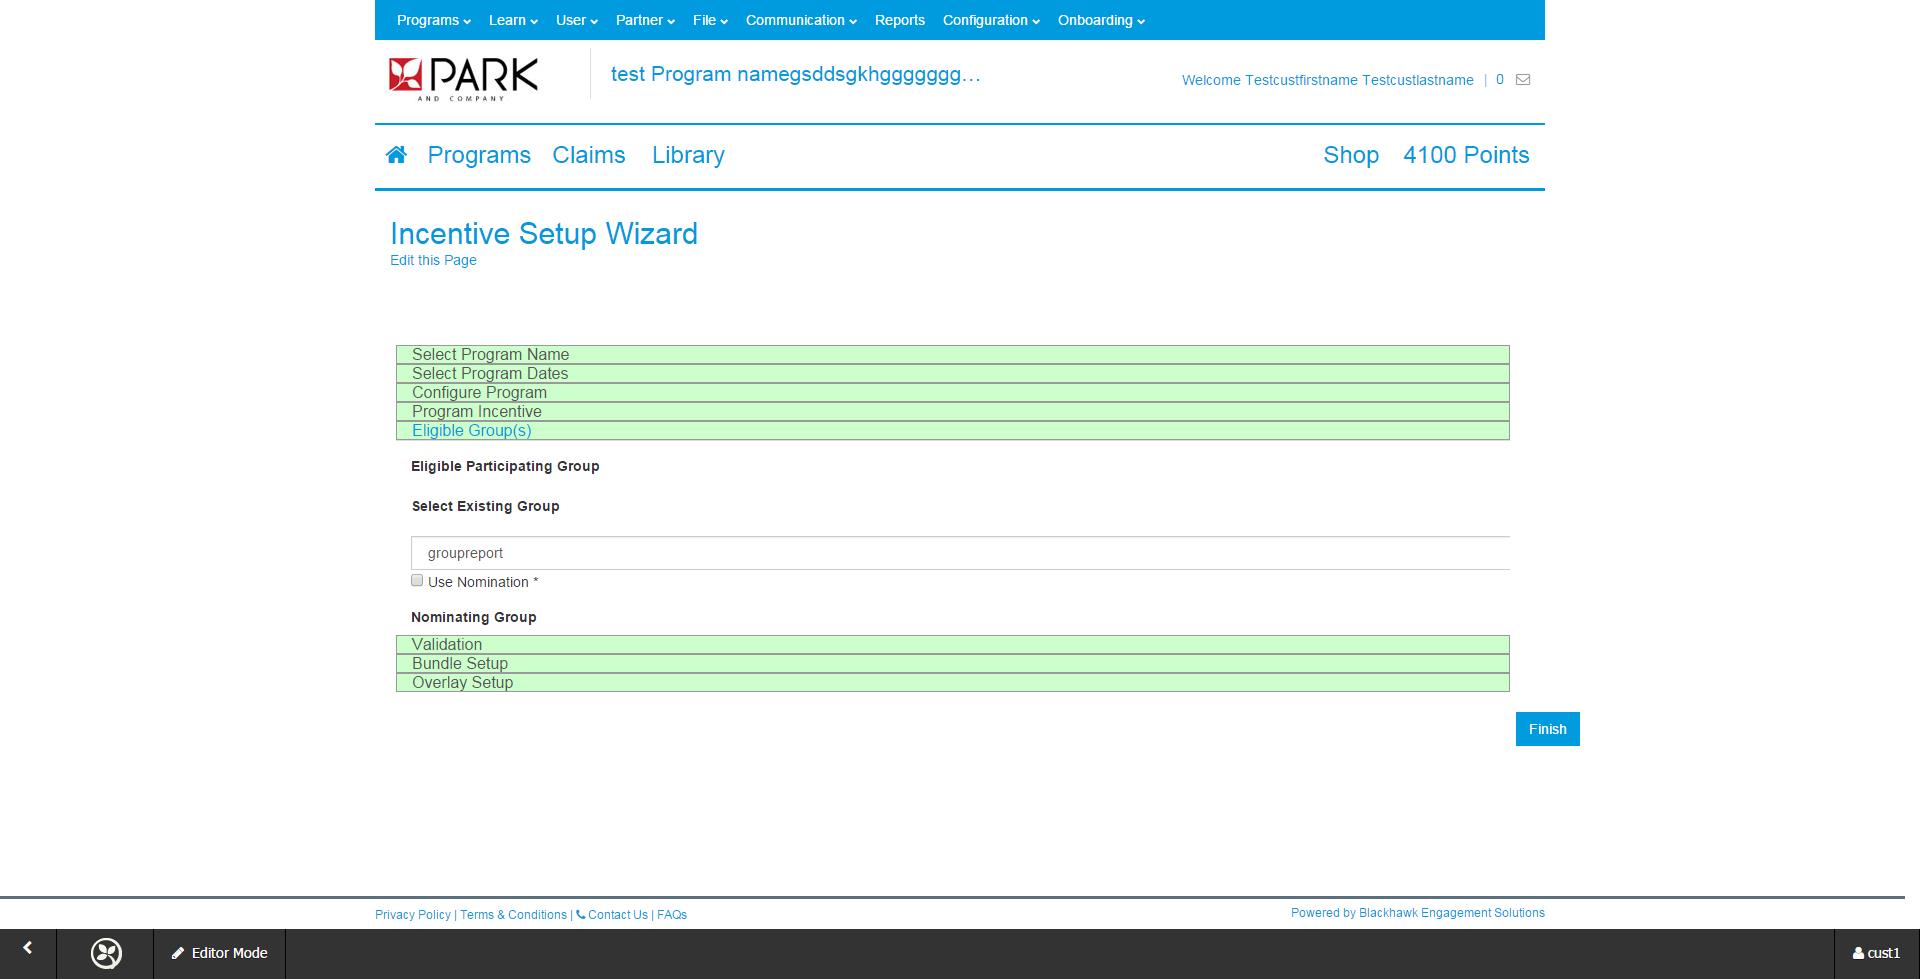 Programs Learn User Partner File Communication Reports Configuration Onboarding
PARK
AND COMPANY
test Program namegsddsgkhggggggg...
Welcome Testcustfirstname Testcustlastname | 0
Programs Claims Library Shop 4100 Points
Incentive Setup Wizard
Edit this Page
Select Program Name
Select Program Dates
Configure Program
Program Incentive
Eligible Group(s)
Eligible Participating Group
Select Existing Group
groupreport
Use Nomination *
Nominating Group
Validation
Bundle Setup
Overlay Setup
Finish
Privacy Policy | Terms & Conditions | Contact Us | FAQs
Powered by Blackhawk Engagement Solutions
Editor Mode
cust1